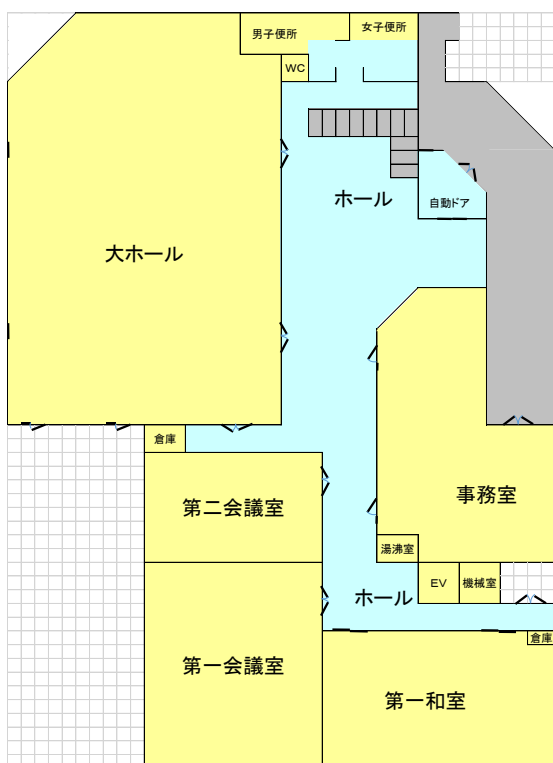 男子便所
女子便所
WC
ホール
自動ドア
大ホール
倉庫
第二会議室
事務室
湯沸室
EV
機械室
ホール
倉庫
第一会議室
第一和室